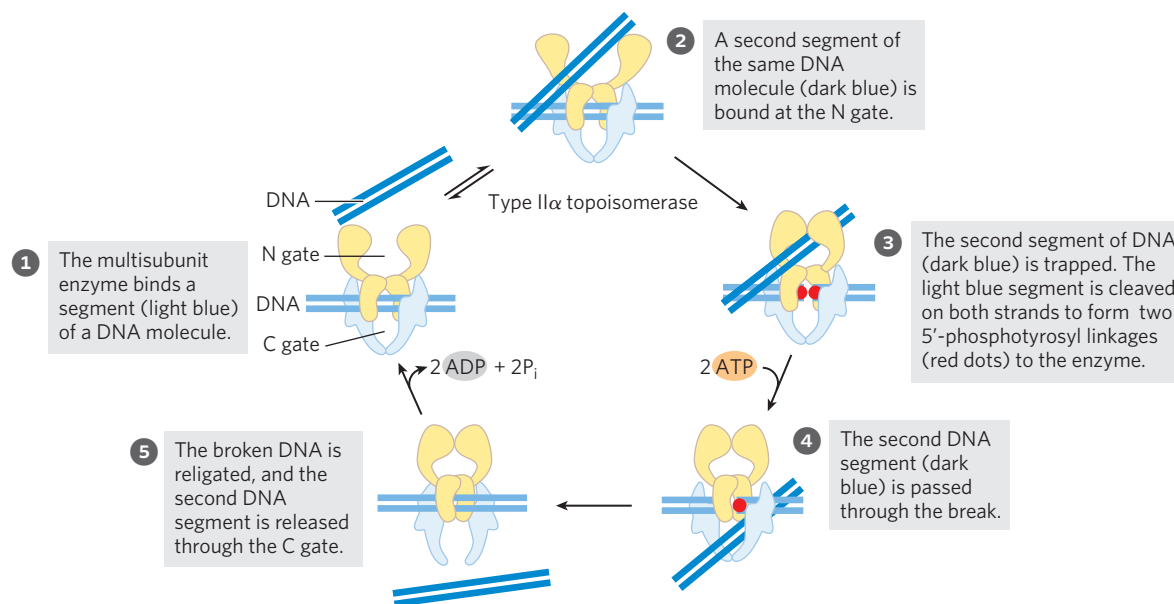 2
A second segment of
the same DNA
molecule (dark blue) is
bound at the N gate.
DNA
Type IIα topoisomerase
1
The multisubunit
enzyme binds a
segment (light blue)
of a DNA molecule.
N gate
DNA
C gate
3
The second segment of DNA
(dark blue) is trapped. The
light blue segment is cleaved
on both strands to form two
5′-phosphotyrosyl linkages
(red dots) to the enzyme.
2 ADP + 2Pi
2 ATP
5
The broken DNA is
religated, and the
second DNA
segment is released
through the C gate.
4
The second DNA
segment (dark
blue) is passed
through the break.